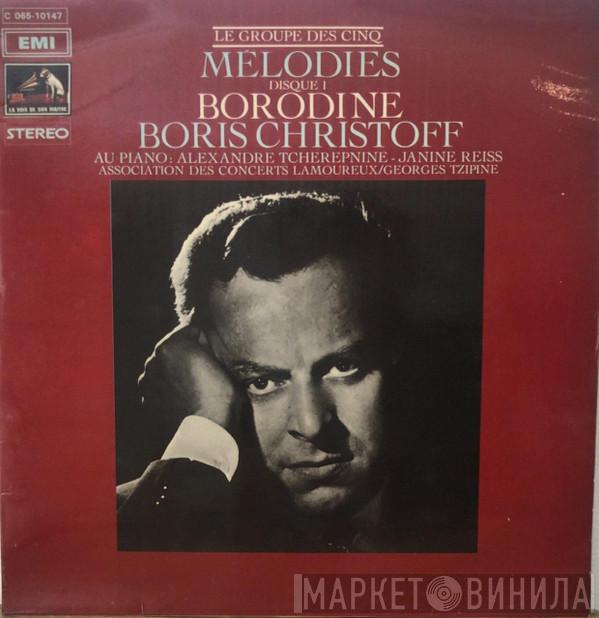 C 065-10147
EMI
LA VOIX DE SON MAITRE
STEREO
LE GROUPE DES CINQ
MÉLODIES
DISQUE 1
BORODINE
BORIS CHRISTOFF
AU PIANO: ALEXANDRE TCHEREPNINE - JANINE REISS
ASSOCIATION DES CONCERTS LAMOUREUX/GEORGES TZIPINE
МАРКЕТ ВИНИЛА